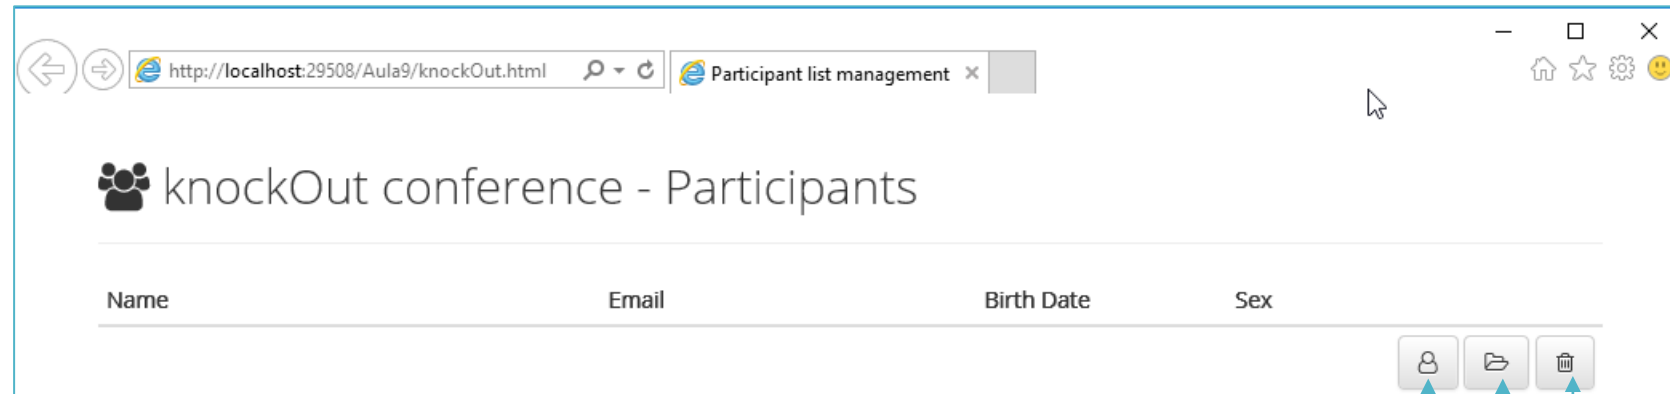 http://localhost:29508/Aula9/knockOut.html
Participant list management
knockOut conference - Participants
Name Email Birth Date Sex